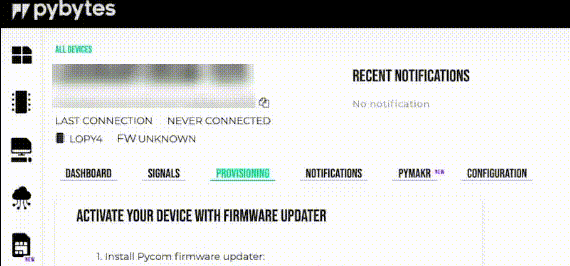 pybytes
ALL DEVICES
RECENT NOTIFICATIONS
No notification
LAST CONNECTION NEVER CONNECTED
LOPY4 FW UNKNOWN
DASHBOARD SIGNALS PROVISIONING NOTIFICATIONS PYMAKR NEW CONFIGURATION
ACTIVATE YOUR DEVICE WITH FIRMWARE UPDATER
1. Install Pycom firmware updater:
NEW